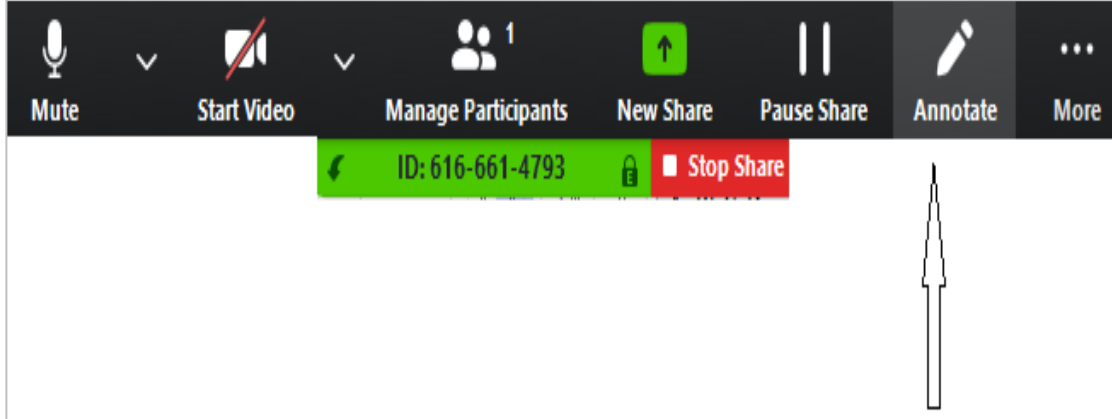 1
Mute Start Video Manage Participants New Share Pause Share Annotate More
ID: 616-661-4793 E Stop Share